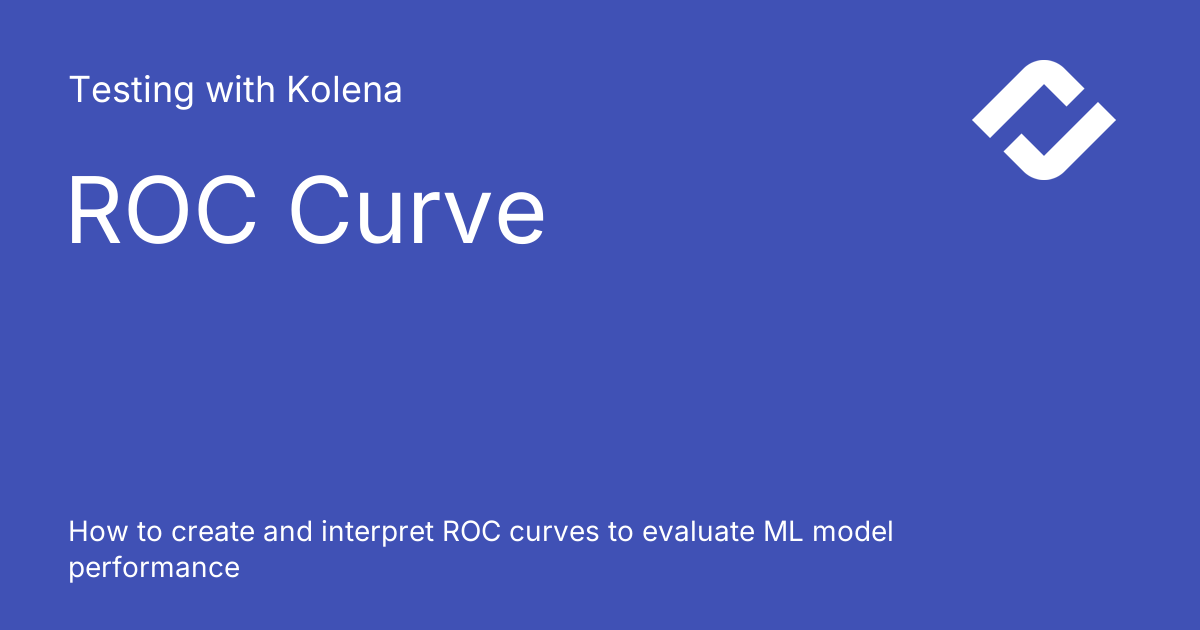 Testing with Kolena
ROC Curve
How to create and interpret ROC curves to evaluate ML model
performance